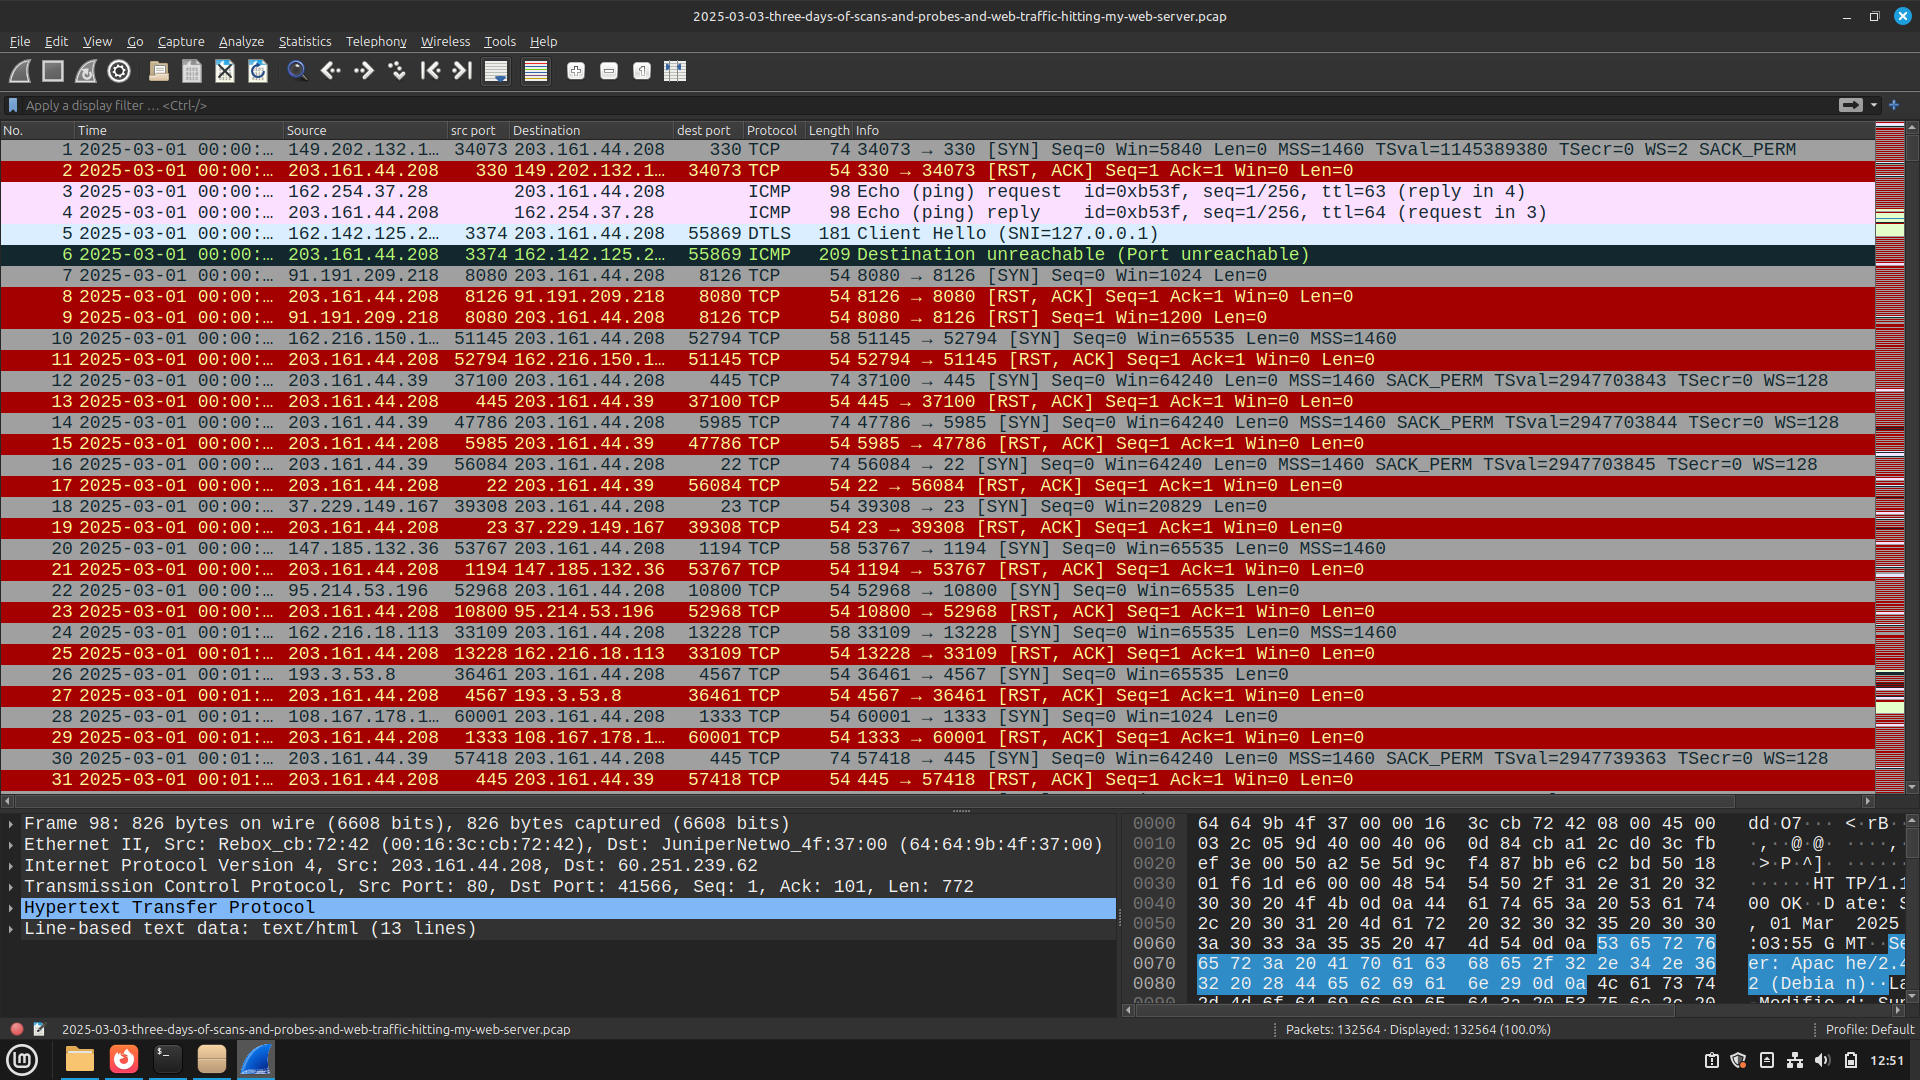 2025-03-03-three-days-of-scans-and-probes-and-web-traffic-hitting-my-web-server.pcap
File Edit View Go Capture Analyze Statistics Telephony Wireless Tools Help
Apply a display filter … <Ctrl-/>
No. Time Source src port Destination dest port Protocol Length Info
1 2025-03-01 00:00:… 149.202.132.1… 34073 203.161.44.208 330 TCP 74 34073 → 330 [SYN] Seq=0 Win=5840 Len=0 MSS=1460 TSval=1145389380 TSecr=0 WS=2 SACK_PERM
2 2025-03-01 00:00:… 203.161.44.208 330 149.202.132.1… 34073 TCP 54 330 → 34073 [RST, ACK] Seq=1 Ack=1 Win=0 Len=0
3 2025-03-01 00:00:… 162.254.37.28 203.161.44.208 ICMP 98 Echo (ping) request id=0xb53f, seq=1/256, ttl=63 (reply in 4)
4 2025-03-01 00:00:… 203.161.44.208 162.254.37.28 ICMP 98 Echo (ping) reply id=0xb53f, seq=1/256, ttl=64 (request in 3)
5 2025-03-01 00:00:… 162.142.125.2… 3374 203.161.44.208 55869 DTLS 181 Client Hello (SNI=127.0.0.1)
6 2025-03-01 00:00:… 203.161.44.208 3374 162.142.125.2… 55869 ICMP 209 Destination unreachable (Port unreachable)
7 2025-03-01 00:00:… 91.191.209.218 8080 203.161.44.208 8126 TCP 54 8080 → 8126 [SYN] Seq=0 Win=1024 Len=0
8 2025-03-01 00:00:… 203.161.44.208 8126 91.191.209.218 8080 TCP 54 8126 → 8080 [RST, ACK] Seq=1 Ack=1 Win=0 Len=0
9 2025-03-01 00:00:… 91.191.209.218 8080 203.161.44.208 8126 TCP 54 8080 → 8126 [RST] Seq=1 Win=1200 Len=0
10 2025-03-01 00:00:… 162.216.150.1… 51145 203.161.44.208 52794 TCP 58 51145 → 52794 [SYN] Seq=0 Win=65535 Len=0 MSS=1460
11 2025-03-01 00:00:… 203.161.44.208 52794 162.216.150.1… 51145 TCP 54 52794 → 51145 [RST, ACK] Seq=1 Ack=1 Win=0 Len=0
12 2025-03-01 00:00:… 203.161.44.39 37100 203.161.44.208 445 TCP 74 37100 → 445 [SYN] Seq=0 Win=64240 Len=0 MSS=1460 SACK_PERM TSval=2947703843 TSecr=0 WS=128
13 2025-03-01 00:00:… 203.161.44.208 445 203.161.44.39 37100 TCP 54 445 → 37100 [RST, ACK] Seq=1 Ack=1 Win=0 Len=0
14 2025-03-01 00:00:… 203.161.44.39 47786 203.161.44.208 5985 TCP 74 47786 → 5985 [SYN] Seq=0 Win=64240 Len=0 MSS=1460 SACK_PERM TSval=2947703844 TSecr=0 WS=128
15 2025-03-01 00:00:… 203.161.44.208 5985 203.161.44.39 47786 TCP 54 5985 → 47786 [RST, ACK] Seq=1 Ack=1 Win=0 Len=0
16 2025-03-01 00:00:… 203.161.44.39 56084 203.161.44.208 22 TCP 74 56084 → 22 [SYN] Seq=0 Win=64240 Len=0 MSS=1460 SACK_PERM TSval=2947703845 TSecr=0 WS=128
17 2025-03-01 00:00:… 203.161.44.208 22 203.161.44.39 56084 TCP 54 22 → 56084 [RST, ACK] Seq=1 Ack=1 Win=0 Len=0
18 2025-03-01 00:00:… 37.229.149.167 39308 203.161.44.208 23 TCP 54 39308 → 23 [SYN] Seq=0 Win=20829 Len=0
19 2025-03-01 00:00:… 203.161.44.208 23 37.229.149.167 39308 TCP 54 23 → 39308 [RST, ACK] Seq=1 Ack=1 Win=0 Len=0
20 2025-03-01 00:00:… 147.185.132.36 53767 203.161.44.208 1194 TCP 58 53767 → 1194 [SYN] Seq=0 Win=65535 Len=0 MSS=1460
21 2025-03-01 00:00:… 203.161.44.208 1194 147.185.132.36 53767 TCP 54 1194 → 53767 [RST, ACK] Seq=1 Ack=1 Win=0 Len=0
22 2025-03-01 00:00:… 95.214.53.196 52968 203.161.44.208 10800 TCP 54 52968 → 10800 [SYN] Seq=0 Win=65535 Len=0
23 2025-03-01 00:00:… 203.161.44.208 10800 95.214.53.196 52968 TCP 54 10800 → 52968 [RST, ACK] Seq=1 Ack=1 Win=0 Len=0
24 2025-03-01 00:01:… 162.216.18.113 33109 203.161.44.208 13228 TCP 58 33109 → 13228 [SYN] Seq=0 Win=65535 Len=0 MSS=1460
25 2025-03-01 00:01:… 203.161.44.208 13228 162.216.18.113 33109 TCP 54 13228 → 33109 [RST, ACK] Seq=1 Ack=1 Win=0 Len=0
26 2025-03-01 00:01:… 193.3.53.8 36461 203.161.44.208 4567 TCP 54 36461 → 4567 [SYN] Seq=0 Win=65535 Len=0
27 2025-03-01 00:01:… 203.161.44.208 4567 193.3.53.8 36461 TCP 54 4567 → 36461 [RST, ACK] Seq=1 Ack=1 Win=0 Len=0
28 2025-03-01 00:01:… 108.167.178.1… 60001 203.161.44.208 1333 TCP 54 60001 → 1333 [SYN] Seq=0 Win=1024 Len=0
29 2025-03-01 00:01:… 203.161.44.208 1333 108.167.178.1… 60001 TCP 54 1333 → 60001 [RST, ACK] Seq=1 Ack=1 Win=0 Len=0
30 2025-03-01 00:01:… 203.161.44.39 57418 203.161.44.208 445 TCP 74 57418 → 445 [SYN] Seq=0 Win=64240 Len=0 MSS=1460 SACK_PERM TSval=2947739363 TSecr=0 WS=128
31 2025-03-01 00:01:… 203.161.44.208 445 203.161.44.39 57418 TCP 54 445 → 57418 [RST, ACK] Seq=1 Ack=1 Win=0 Len=0
Frame 98: 826 bytes on wire (6608 bits), 826 bytes captured (6608 bits)
Ethernet II, Src: Rebox_cb:72:42 (00:16:3c:cb:72:42), Dst: JuniperNetwo_4f:37:00 (64:64:9b:4f:37:00)
Internet Protocol Version 4, Src: 203.161.44.208, Dst: 60.251.239.62
Transmission Control Protocol, Src Port: 80, Dst Port: 41566, Seq: 1, Ack: 101, Len: 772
Hypertext Transfer Protocol
Line-based text data: text/html (13 lines)
0000 64 64 9b 4f 37 00 00 16 3c cb 72 42 08 00 45 00 dd·O7··· <·rB·
0010 03 2c 05 9d 40 00 40 06 0d 84 cb a1 2c d0 3c fb ·,··@·@· ····,
0020 ef 3e 00 50 a2 5e 5d 9c f4 87 bb e6 c2 bd 50 18 ·>·P·^]· ······
0030 01 f6 1d e6 00 00 48 54 54 50 2f 31 2e 31 20 32 ······HT TP/1.1
0040 30 30 20 4f 4b 0d 0a 44 61 74 65 3a 20 53 61 74 00 OK··D ate: S
0050 2c 20 30 31 20 4d 61 72 20 32 30 32 35 20 30 30 , 01 Mar 2025
0060 3a 30 33 3a 35 35 20 47 4d 54 0d 0a 53 65 72 76 :03:55 G MT··Se
0070 65 72 3a 20 41 70 61 63 68 65 2f 32 2e 34 2e 36 er: Apac he/2.4
0080 32 20 28 44 65 62 69 61 6e 29 0d 0a 4c 61 73 74 2 (Debia n)··La
0090 2d 4d 6f 64 69 66 69 65 64 3a 20 53 75 6e 2c 20 -Modifie d: Sun
2025-03-03-three-days-of-scans-and-probes-and-web-traffic-hitting-my-web-server.pcap Packets: 132564 · Displayed: 132564 (100.0%) Profile: Default
12:51